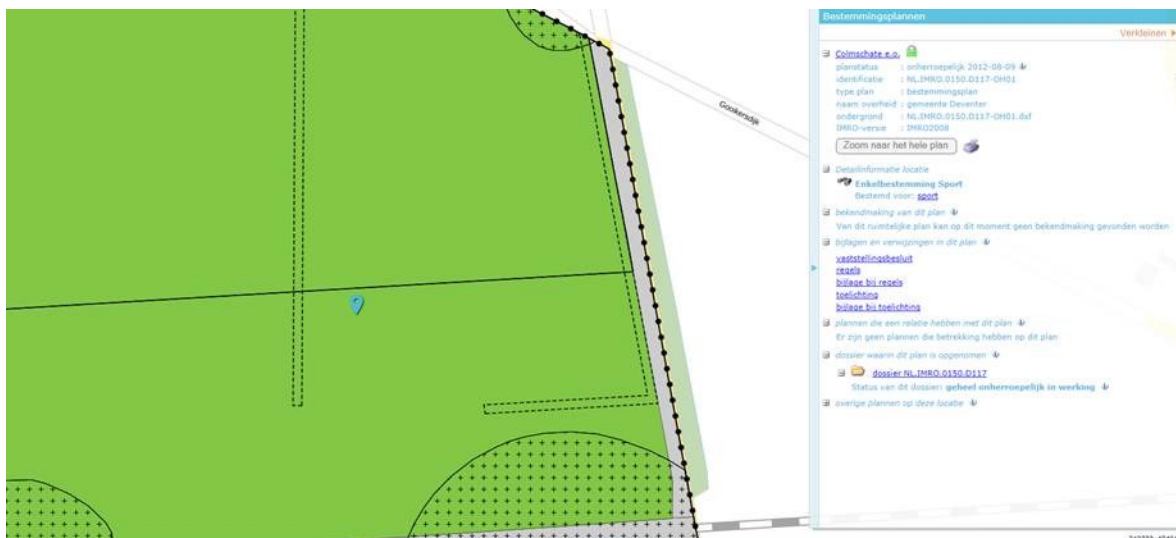 Gooikersdijk
Bestemmingsplannen
Verkleinen
Colmschate e.o.
planstatus : onherroepelijk 2012-08-09
identificatie : NL.IMRO.0150.D117-OH01
type plan : bestemmingsplan
naam overheid : gemeente Deventer
ondergrond : NL.IMRO.0150.D117-OH01.dxf
IMRO-versie : IMRO2008
Zoom naar het hele plan
Detailinformatie locatie
Enkelbestemming Sport
Bestemd voor: sport
bekendmaking van dit plan
Van dit ruimtelijke plan kan op dit moment geen bekendmaking gevonden worden
bijlagen en verwijzingen in dit plan
vaststellingsbesluit
regels
bijlage bij regels
toelichting
bijlage bij toelichting
plannen die een relatie hebben met dit plan
Er zijn geen plannen die betrekking hebben op dit plan
dossier waarin dit plan is opgenomen
dossier NL.IMRO.0150.D117
Status van dit dossier: geheel onherroepelijk in werking
overige plannen op deze locatie